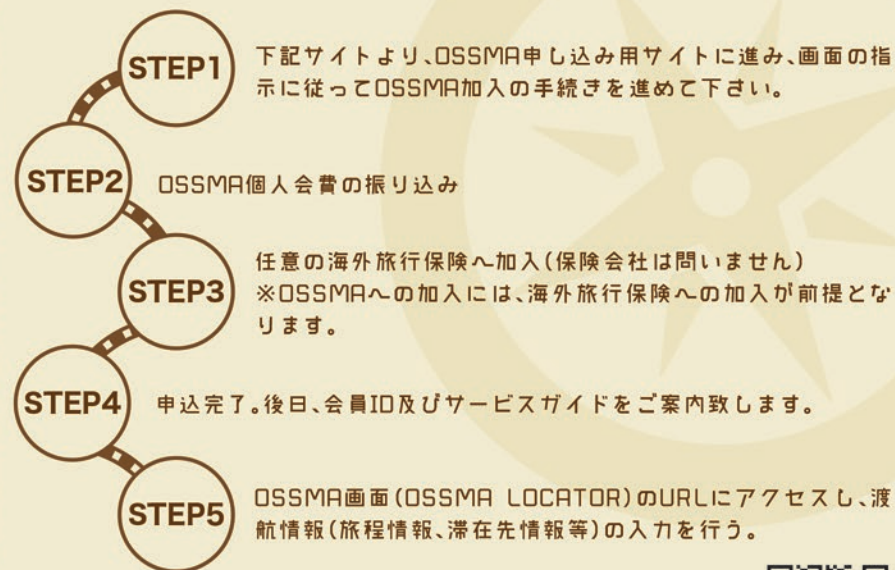 STEP1
下記サイトより、OSSMA申し込み用サイトに進み、画面の指
示に従ってOSSMA加入の手続きを進めて下さい。
STEP2
OSSMA個人会費の振り込み
STEP3
任意の海外旅行保険へ加入(保険会社は問いません)
※OSSMAへの加入には、海外旅行保険への加入が前提とな
ります。
STEP4
申込完了。後日、会員ID及びサービスガイドをご案内致します。
STEP5
OSSMA画面(OSSMA LOCATOR)のURLにアクセスし、渡
航情報(旅程情報、滞在先情報等)の入力を行う。